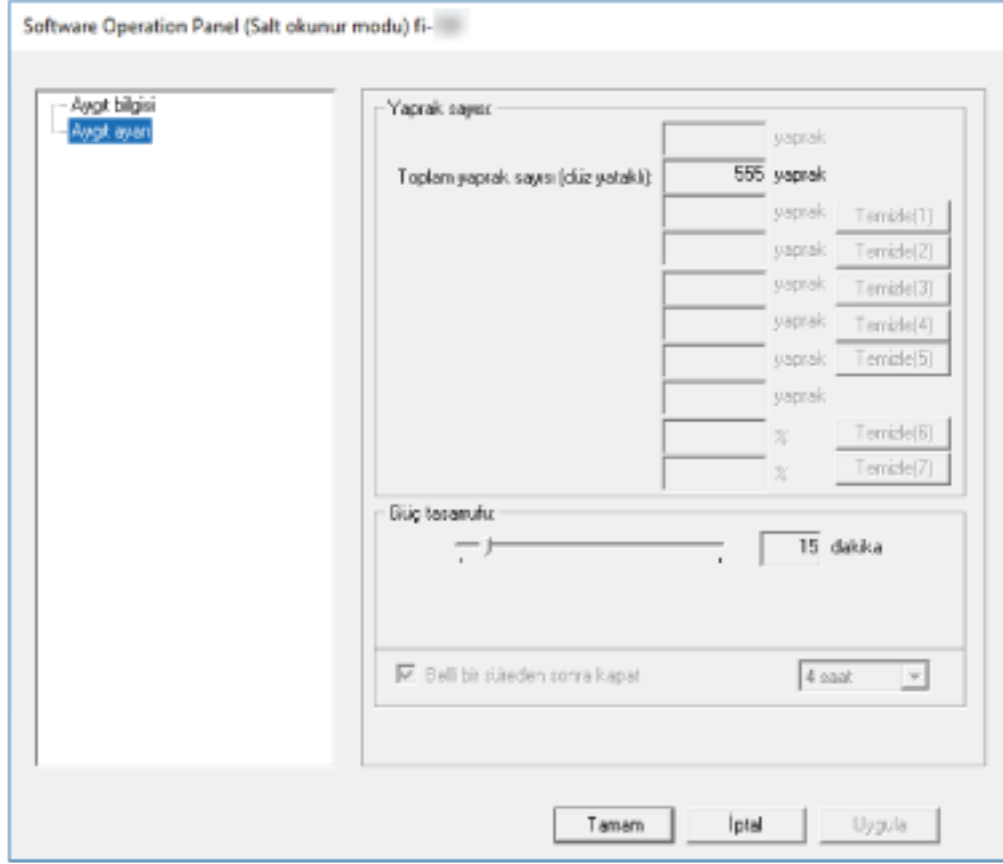 Software Operation Panel (Salt okunur modu) fi-
Aygıt bilgisi
Aygıt ayarı
Yaprak sayısı:
yaprak
Toplam yaprak sayısı (düz yataklı): 555 yaprak
yaprak Temizle(1)
yaprak Temizle(2)
yaprak Temizle(3)
yaprak Temizle(4)
yaprak Temizle(5)
yaprak
% Temizle(6)
% Temizle(7)
Güç tasarrufu:
15 dakika
Belli bir süreden sonra kapat 4 saat
Tamam İptal Uygula